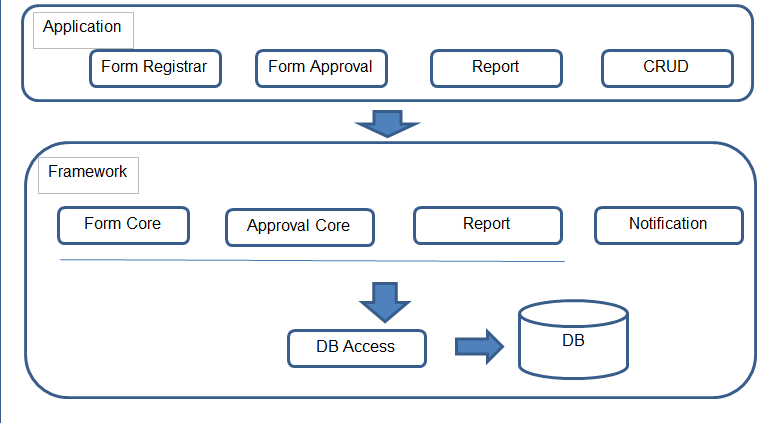 Application
Form Registrar
Form Approval
Report
CRUD
Framework
Form Core
Approval Core
Report
Notification
DB Access
DB